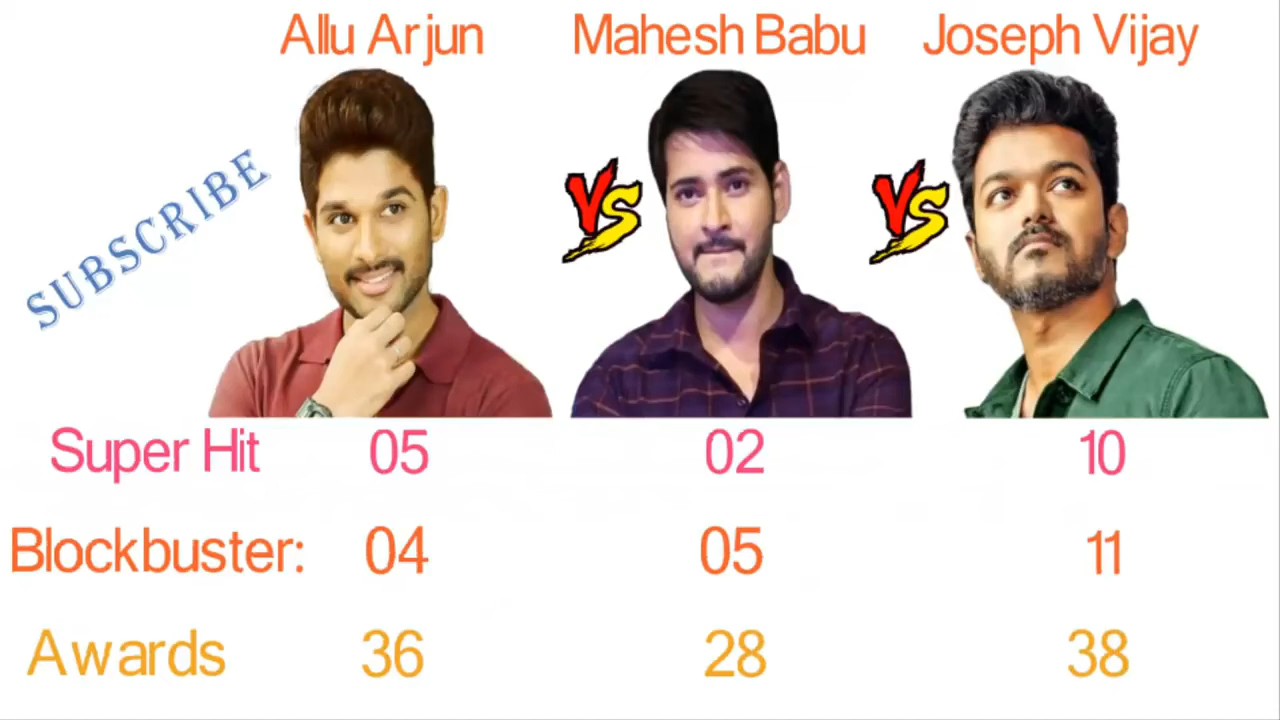 Allu Arjun Mahesh Babu Joseph Vijay
SUBSCRIBE
VS VS
Super Hit 05 02 10
Blockbuster: 04 05 11
Awards 36 28 38